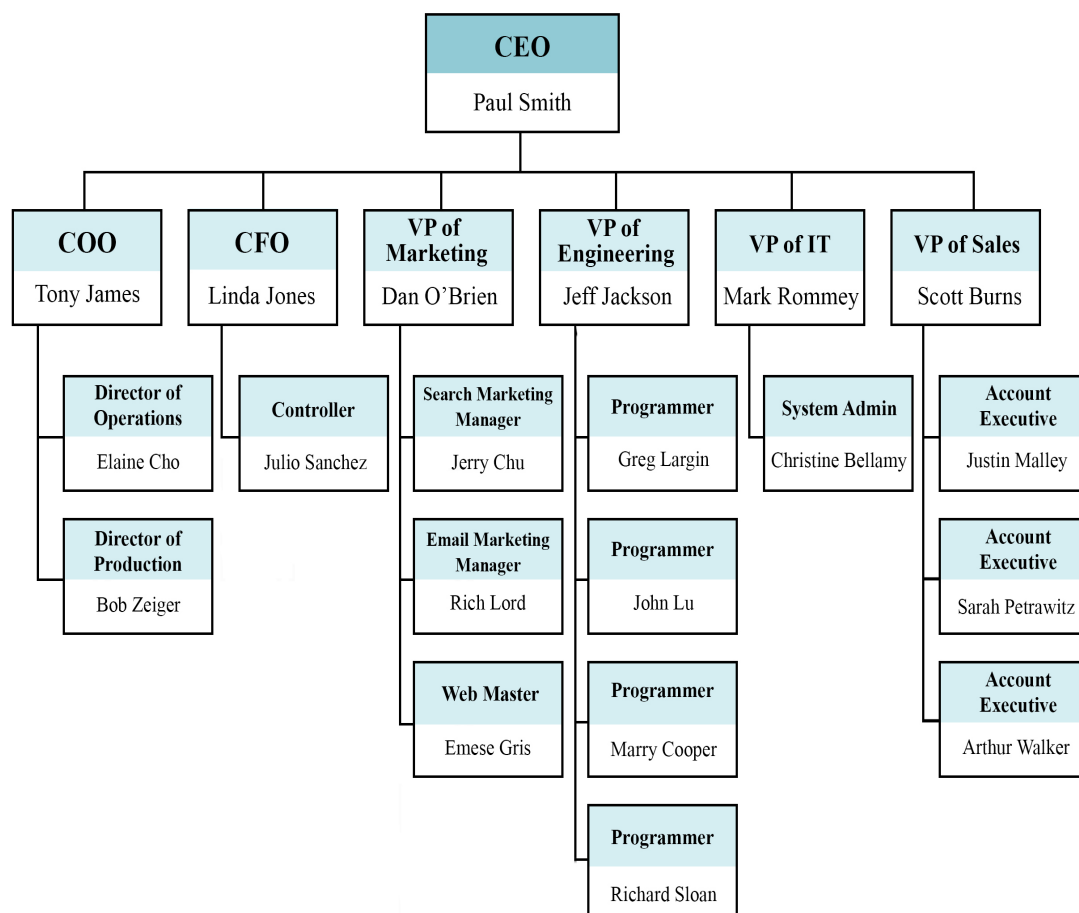 CEO
Paul Smith
COO
Tony James
CFO
Linda Jones
VP of
Marketing
Dan O’Brien
VP of
Engineering
Jeff Jackson
VP of IT
Mark Rommey
VP of Sales
Scott Burns
Director of
Operations
Elaine Cho
Director of
Production
Bob Zeiger
Controller
Julio Sanchez
Search Marketing
Manager
Jerry Chu
Email Marketing
Manager
Rich Lord
Web Master
Emese Gris
Programmer
Greg Largin
Programmer
John Lu
Programmer
Marry Cooper
Programmer
Richard Sloan
System Admin
Christine Bellamy
Account
Executive
Justin Malley
Account
Executive
Sarah Petrawitz
Account
Executive
Arthur Walker